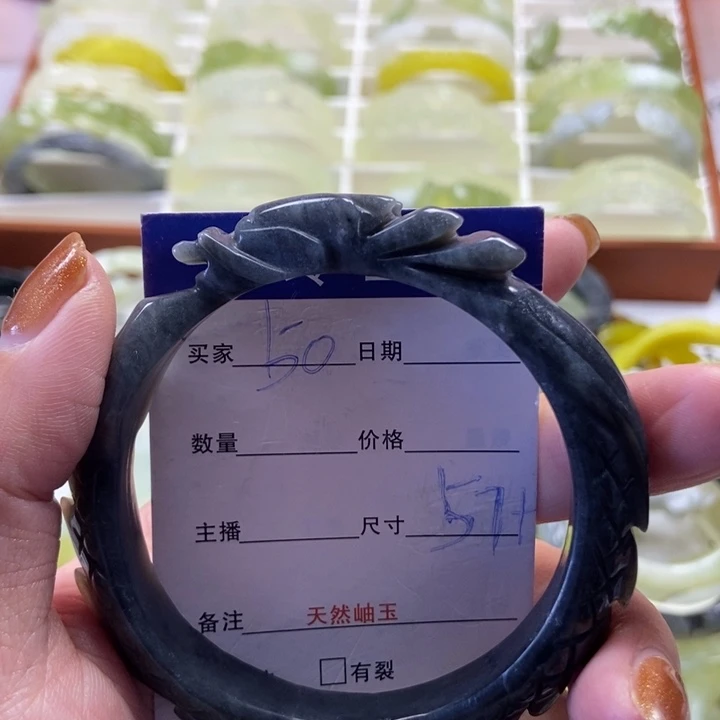 买家 50 日期
数量 价格
主播 尺寸 57+
备注 天然岫玉
有裂